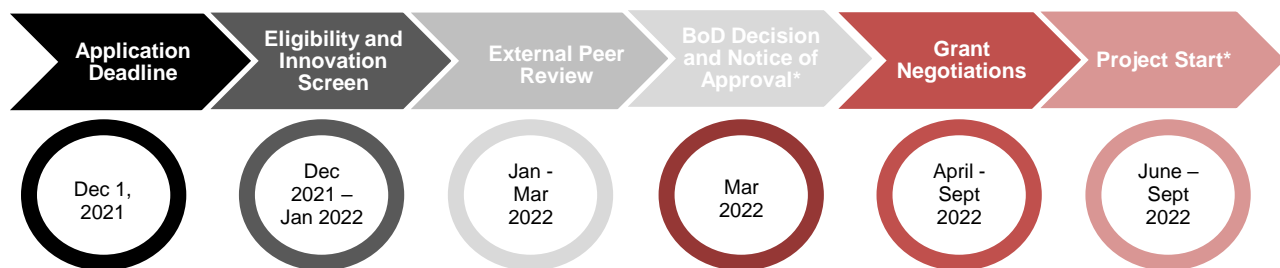 Application
Deadline
Eligibility and
Innovation
Screen
External Peer
Review
BoD Decision
and Notice of
Approval*
Grant
Negotiations
Project Start*
Dec 1,
2021
Dec
2021 –
Jan 2022
Jan -
Mar
2022
Mar
2022
April -
Sept
2022
June –
Sept
2022